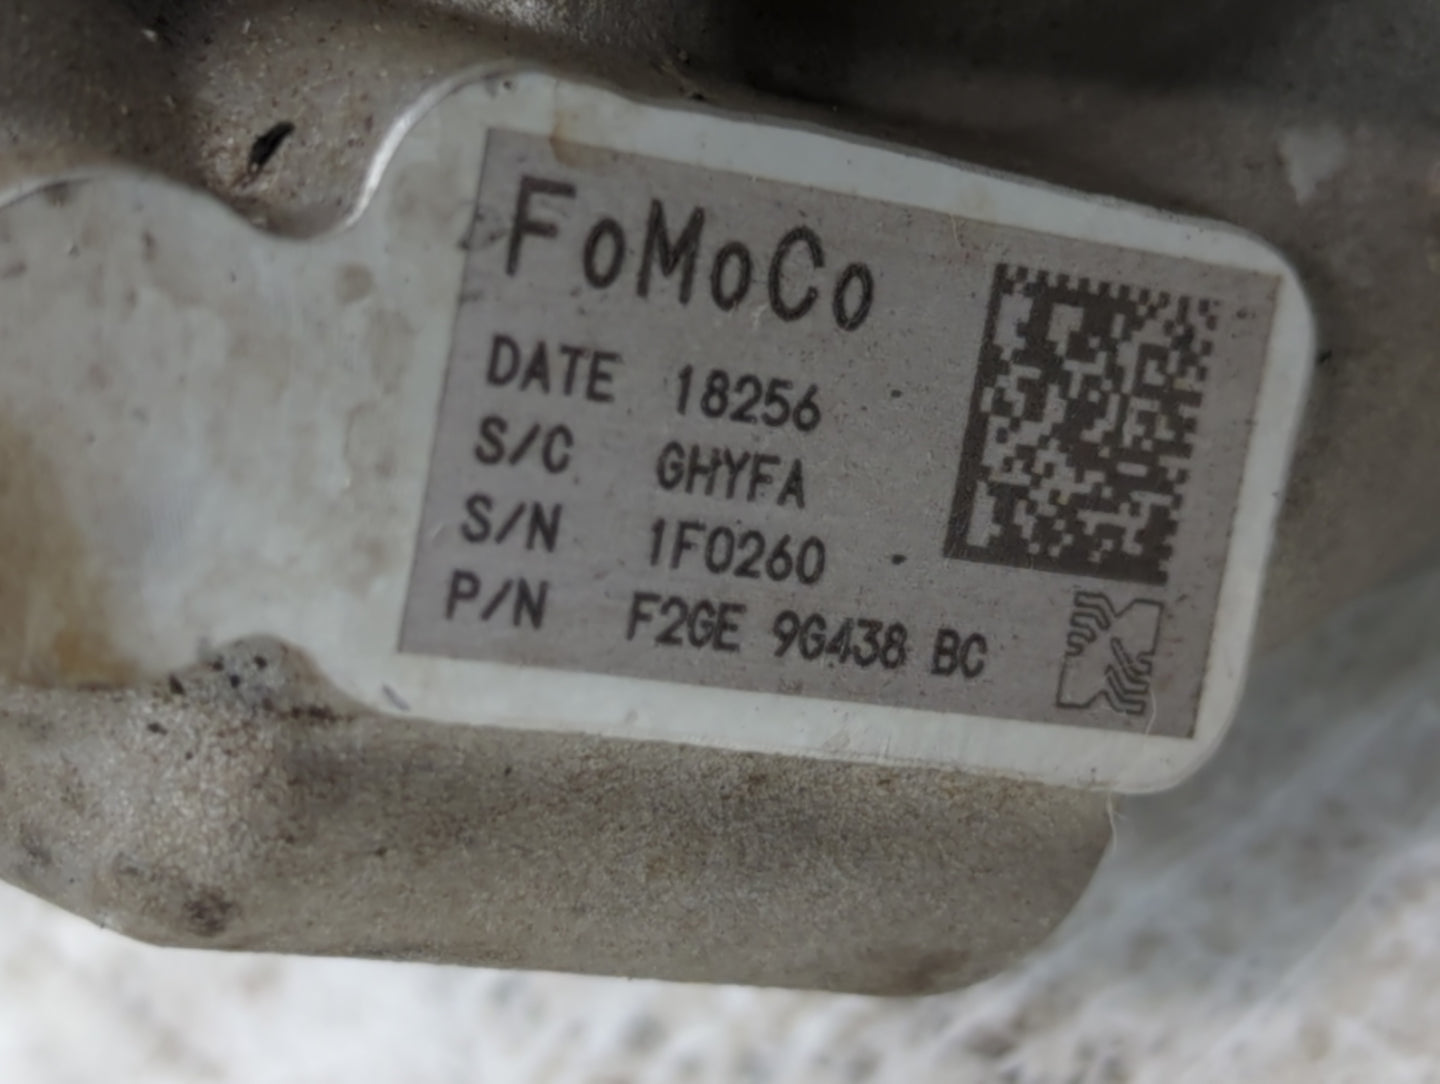 FoMoCo
DATE 18256
S/C GHYFA
S/N 1F0260
P/N F2GE 9G438 BC